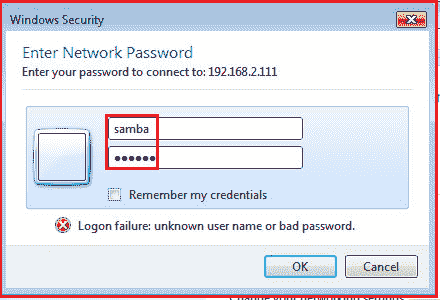 Windows Security
Enter Network Password
Enter your password to connect to: 192.168.2.111
samba
●●●●●●
Remember my credentials
Logon failure: unknown user name or bad password.
OK
Cancel